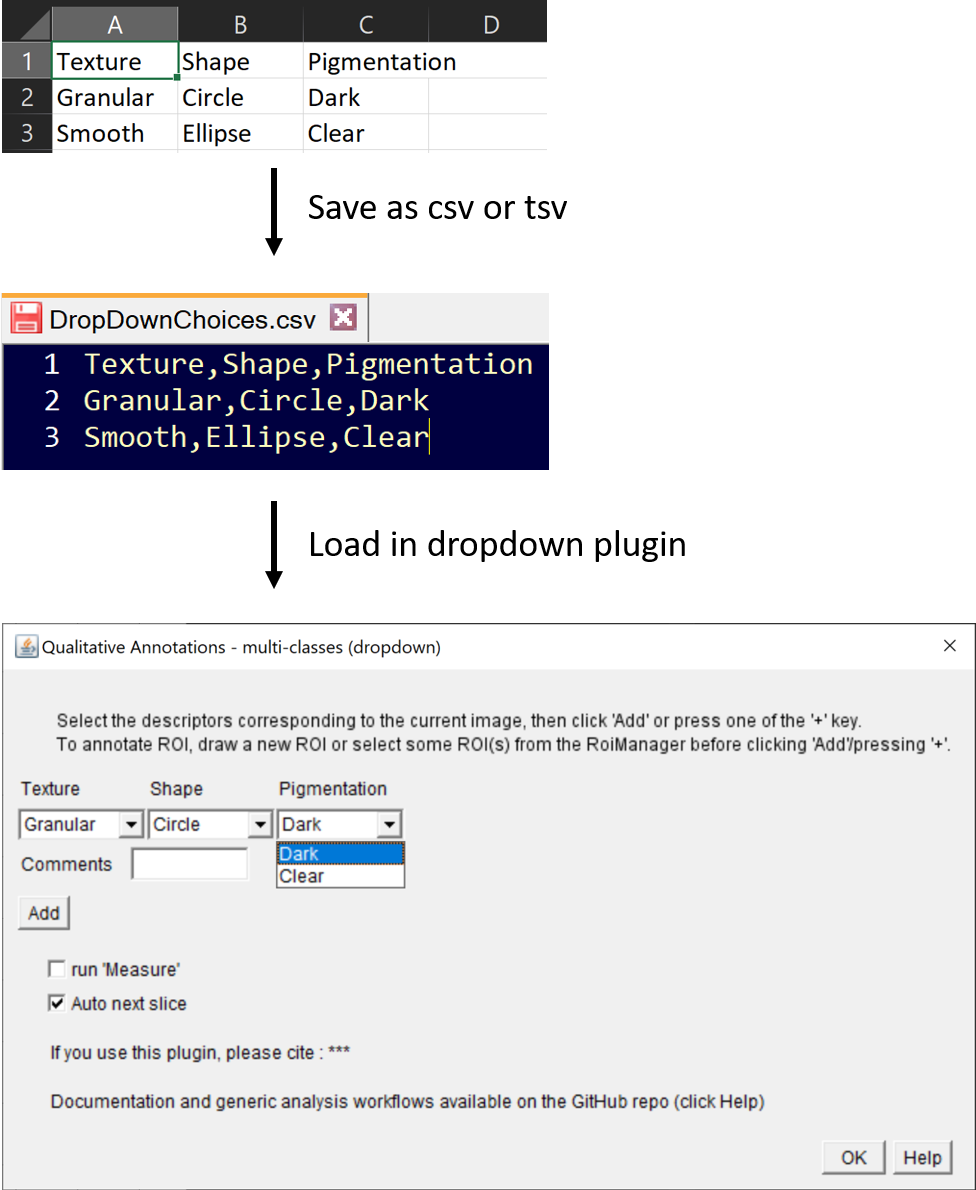 A B C D
1 Texture Shape Pigmentation
2 Granular Circle Dark
3 Smooth Ellipse Clear
Save as csv or tsv
DropDownChoices.csv
1 Texture,Shape,Pigmentation
2 Granular,Circle,Dark
3 Smooth,Ellipse,Clear
Load in dropdown plugin
Qualitative Annotations - multi-classes (dropdown)
Select the descriptors corresponding to the current image, then click 'Add' or press one of the '+' key.
To annotate ROI, draw a new ROI or select some ROI(s) from the RoiManager before clicking 'Add'/pressing '+'.
Texture Shape Pigmentation
Granular Circle Dark
Dark
Comments
Clear
Add
run 'Measure'
Auto next slice
If you use this plugin, please cite : ***
Documentation and generic analysis workflows available on the GitHub repo (click Help)
OK Help